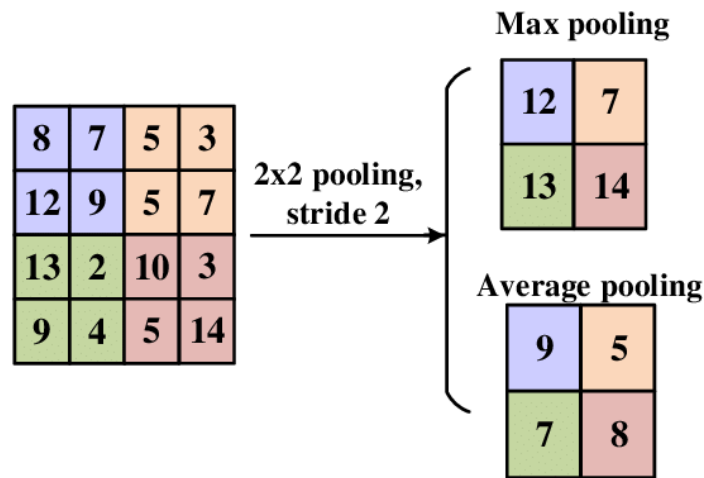 Max pooling
12 7
13 14
8 7 5 3
12 9 5 7
13 2 10 3
9 4 5 14
2x2 pooling,
stride 2
Average pooling
9 5
7 8